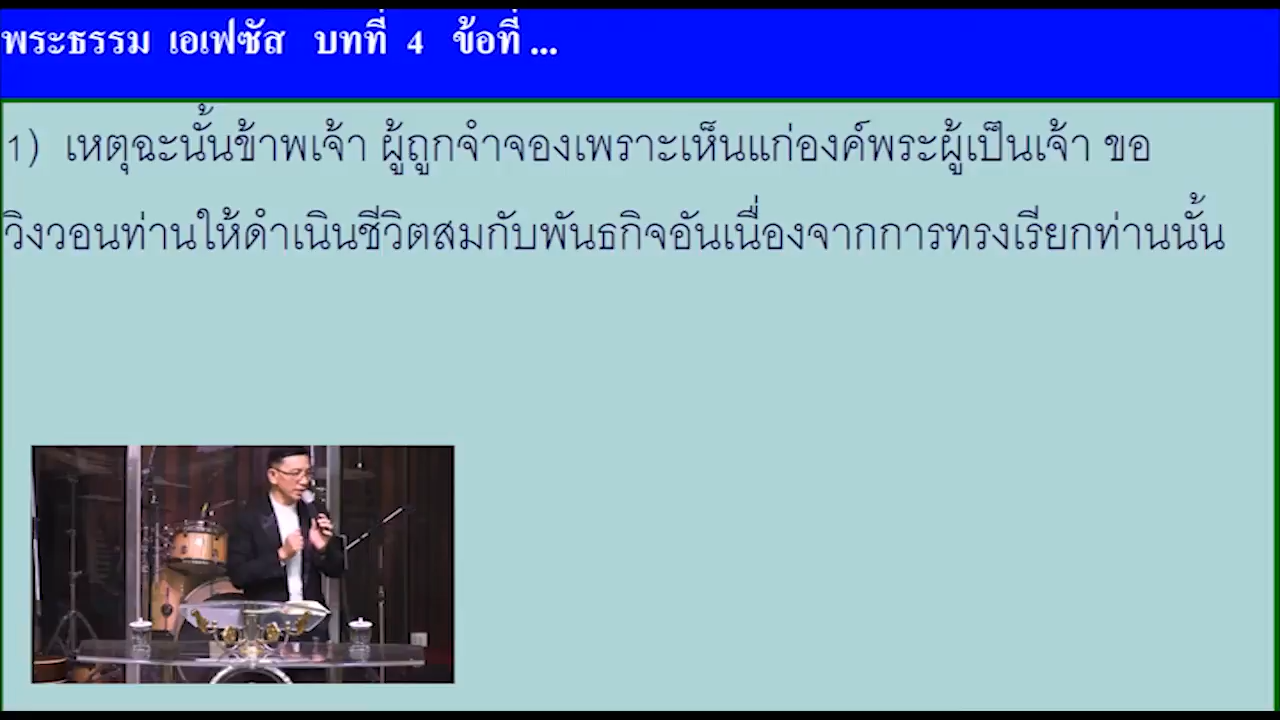 พระธรรม เอเฟซัส บทที่ 4 ข้อที่ ...
1) เหตุฉะนั้นข้าพเจ้า ผู้ถูกจำจองเพราะเห็นแก่องค์พระผู้เป็นเจ้า ขอ
วิงวอนท่านให้ดำเนินชีวิตสมกับพันธกิจอันเนื่องจากการทรงเรียกท่านนั้น